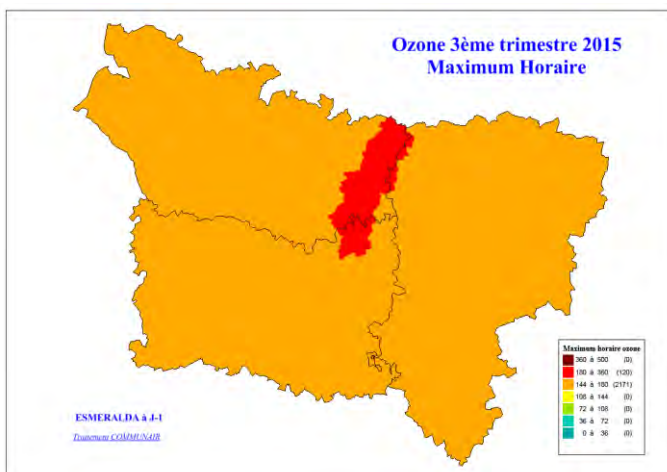 Ozone 3ème trimestre 2015
Maximum Horaire
Maximum horaire ozone
360 à 500 (0)
180 à 360 (120)
144 à 180 (2171)
108 à 144 (0)
72 à 108 (0)
36 à 72 (0)
0 à 36 (0)
ESMERALDA à J-1
Traitement COMMUNAIR